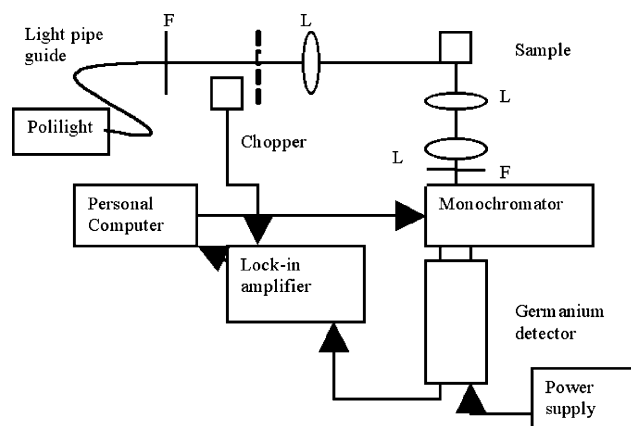 Light pipe
guide
F
L
Sample
Polilight
L
Chopper
L
F
Personal
Computer
Monochromator
Lock-in
amplifier
Germanium
detector
Power
supply